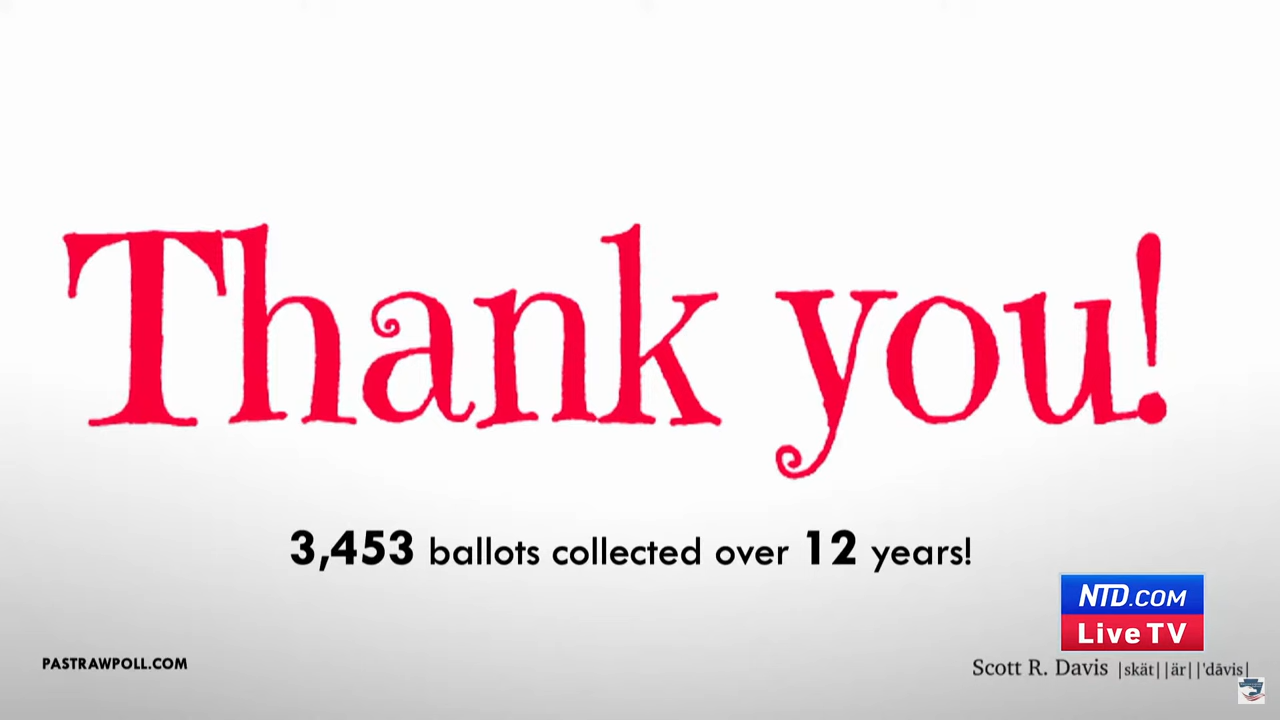 Thank you!
3,453 ballots collected over 12 years!
NTD.COM
Live TV
PASTRAWPOLL.COM
Scott R. Davis |skät||är||'dāvis|